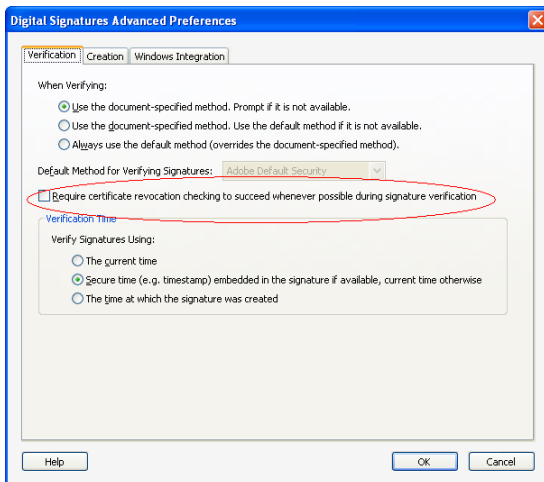 Digital Signatures Advanced Preferences
Verification Creation Windows Integration
When Verifying:
Use the document-specified method. Prompt if it is not available.
Use the document-specified method. Use the default method if it is not available.
Always use the default method (overrides the document-specified method).
Default Method for Verifying Signatures: Adobe Default Security
Require certificate revocation checking to succeed whenever possible during signature verification
Verification Time
Verify Signatures Using:
The current time
Secure time (e.g. timestamp) embedded in the signature if available, current time otherwise
The time at which the signature was created
Help OK Cancel